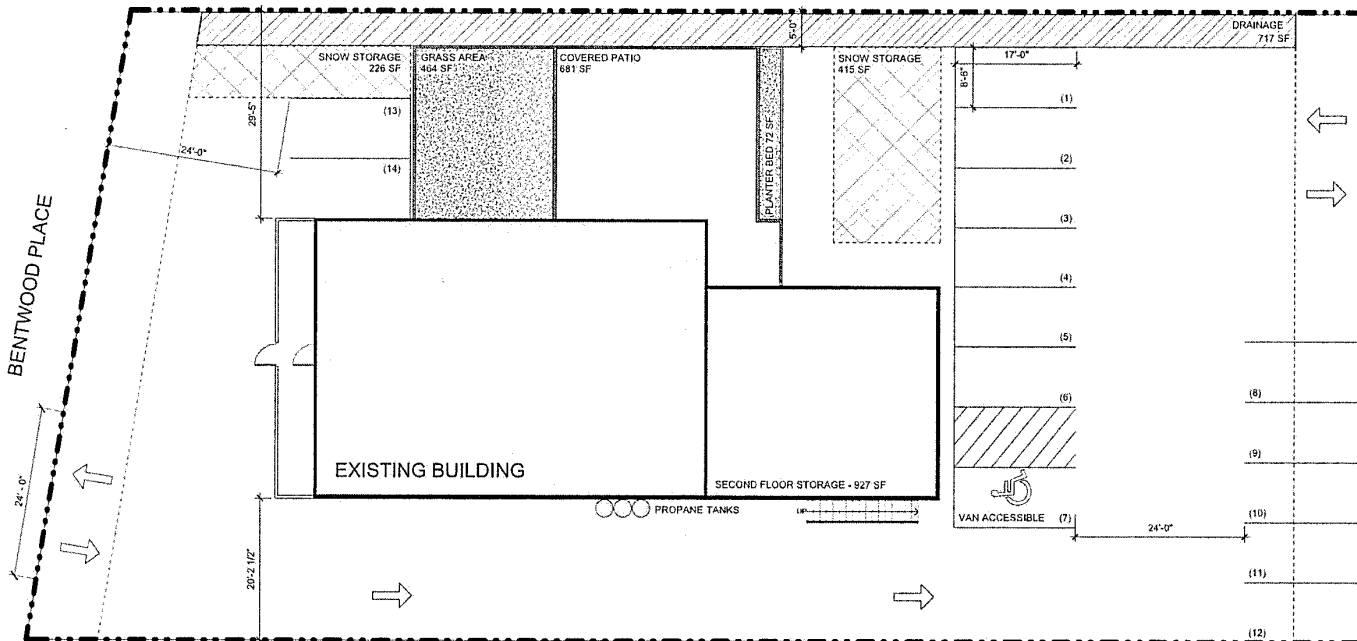 DRAINAGE
717 SF
5'-0"
SNOW STORAGE
226 SF
GRASS AREA
464 SF
COVERED PATIO
681 SF
PLANTER BED 72 SF
SNOW STORAGE
415 SF
17'-0"
8'-6"
(1)
(2)
(3)
(4)
(5)
(6)
(13)
(14)
29'-5"
24'-0"
BENTWOOD PLACE
24'-0"
20'-2 1/2"
EXISTING BUILDING
SECOND FLOOR STORAGE - 927 SF
PROPANE TANKS
UP
VAN ACCESSIBLE (7)
24'-0"
(8)
(9)
(10)
(11)
(12)